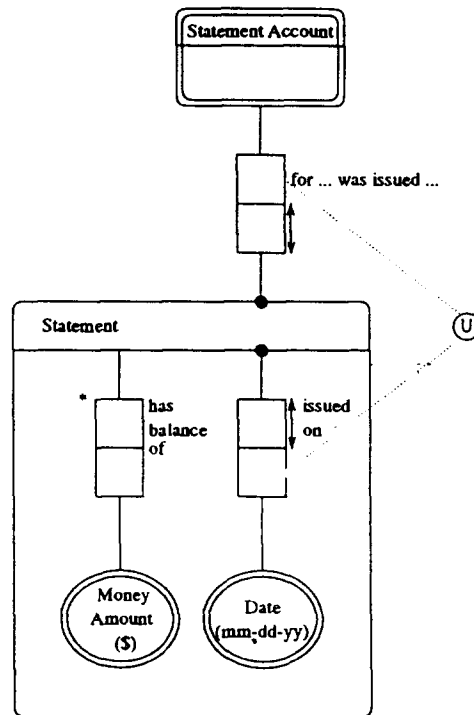 Statement Account
for ... was issued ...
U
Statement
*
has
balance
of
issued
on
Money
Amount
($)
Date
(mm-dd-yy)